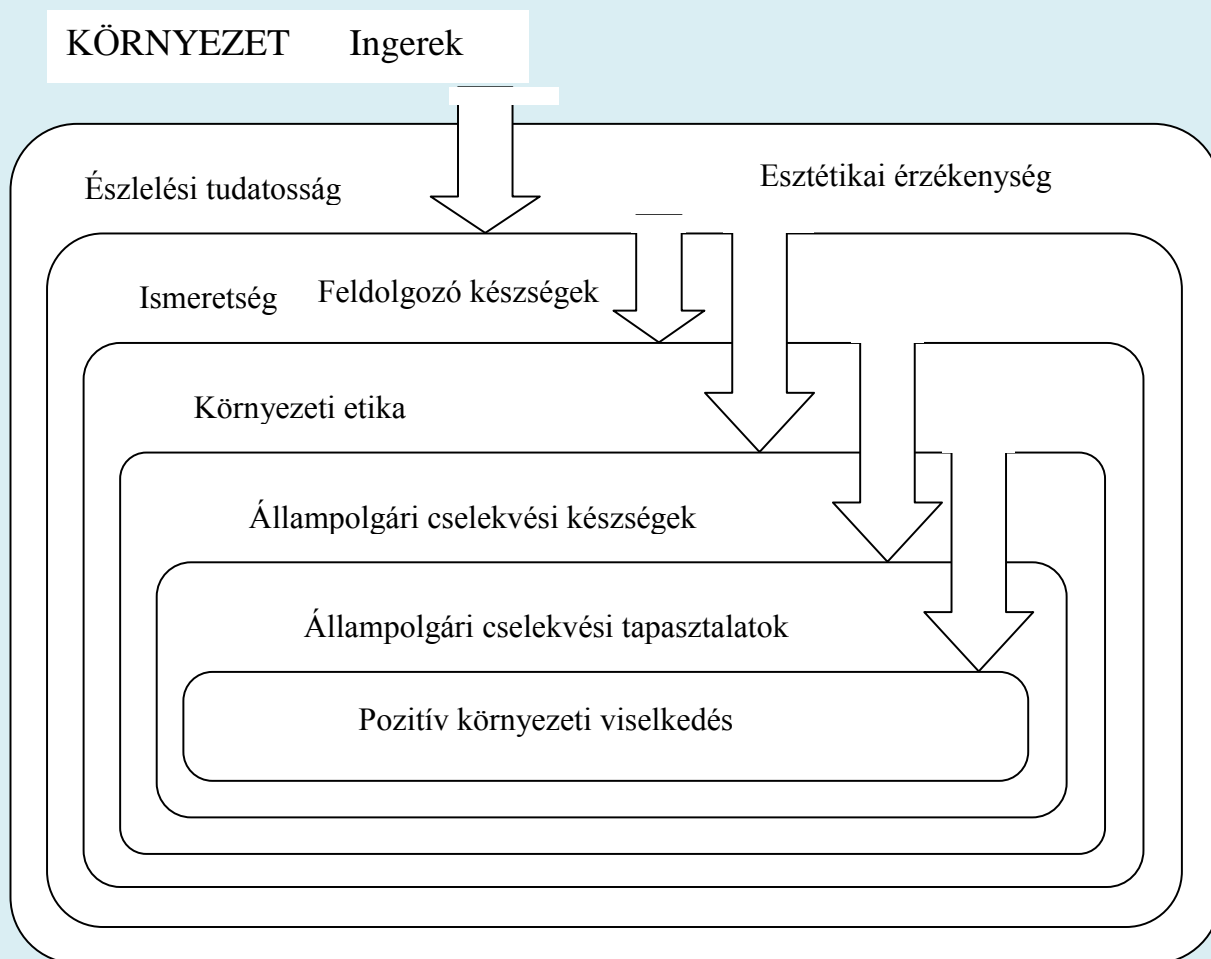 KÖRNYEZET Ingerek
Észlelési tudatosság
Esztétikai érzékenység
Ismeretség
Feldolgozó készségek
Környezeti etika
Állampolgári cselekvési készségek
Állampolgári cselekvési tapasztalatok
Pozitív környezeti viselkedés